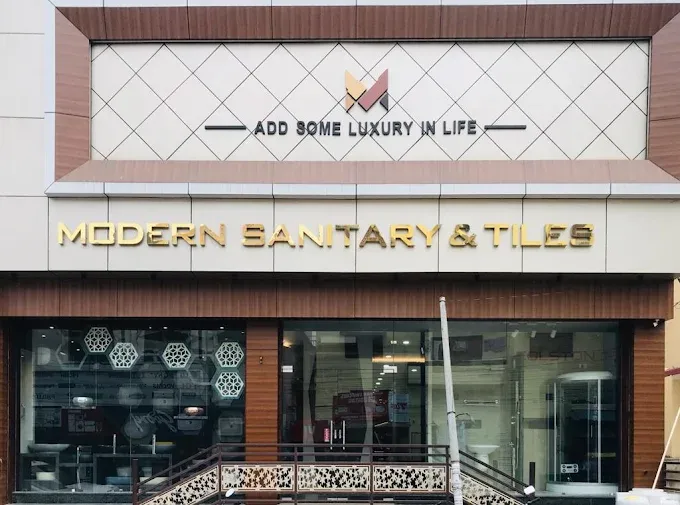 ADD SOME LUXURY IN LIFE
MODERN SANITARY & TILES